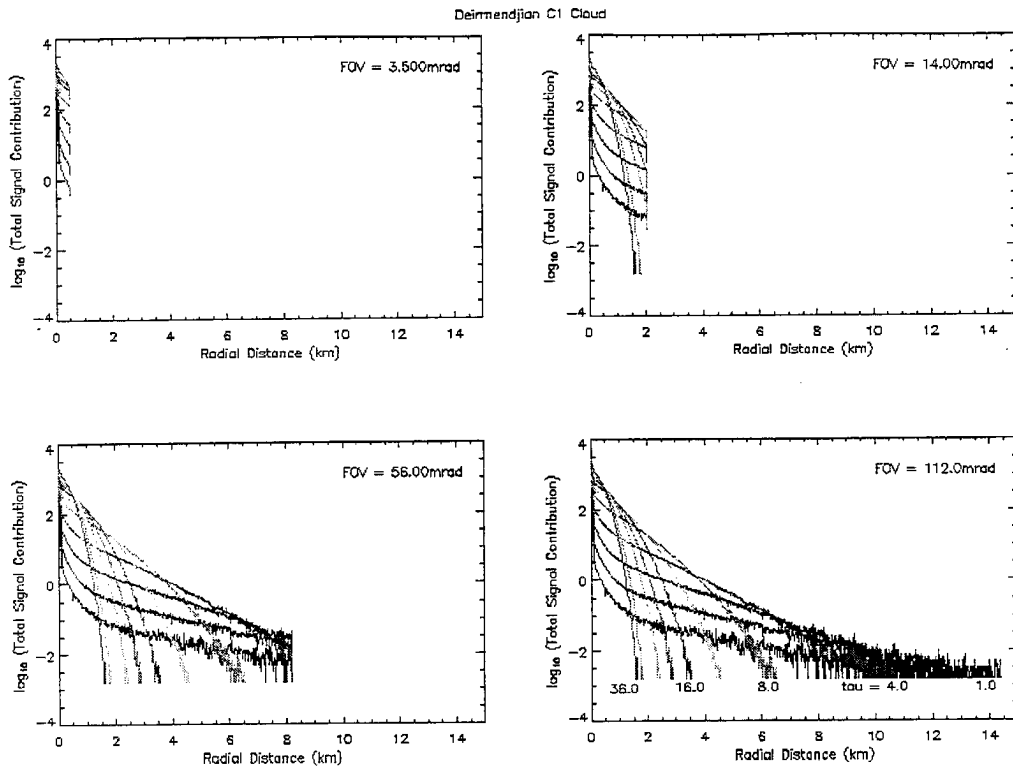 Deirmendjian C1 Cloud
FOV = 3.500mrad
log₁₀ (Total Signal Contribution)
4
2
0
−2
−4
0 2 4 6 8 10 12 14
Radial Distance (km)
FOV = 14.00mrad
log₁₀ (Total Signal Contribution)
4
2
0
−2
−4
0 2 4 6 8 10 12 14
Radial Distance (km)
FOV = 56.00mrad
log₁₀ (Total Signal Contribution)
4
2
0
−2
−4
0 2 4 6 8 10 12 14
Radial Distance (km)
FOV = 112.0mrad
log₁₀ (Total Signal Contribution)
4
2
0
−2
−4
36.0 16.0 8.0 tau = 4.0 1.0
0 2 4 6 8 10 12 14
Radial Distance (km)